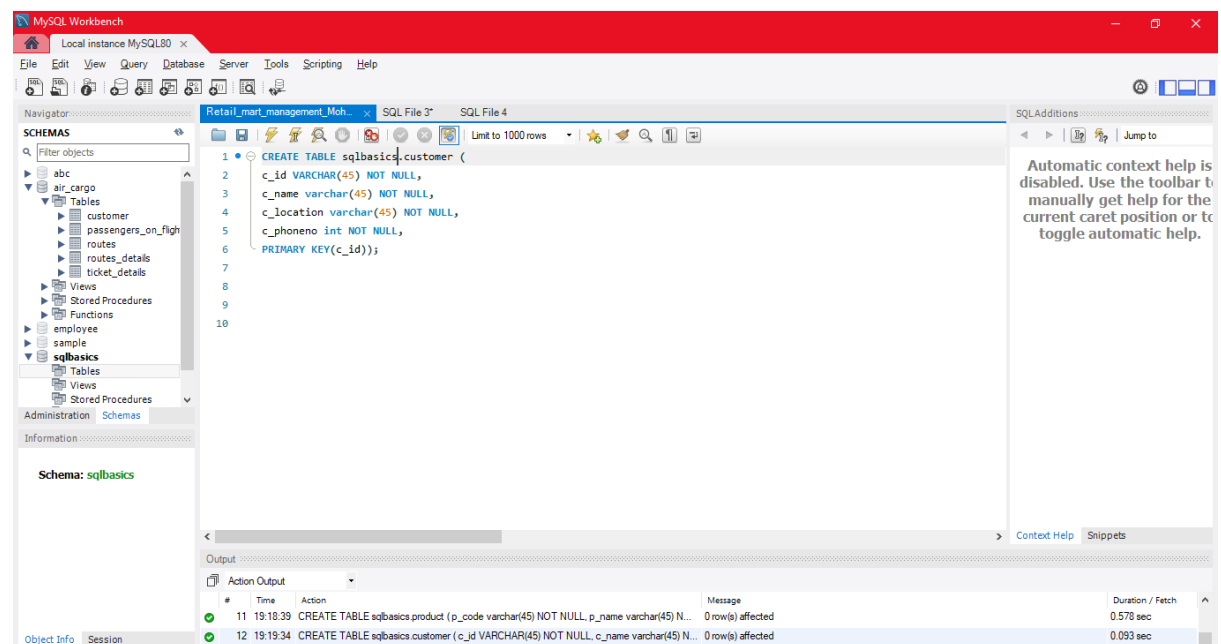 MySQL Workbench
Local instance MySQL80
File Edit View Query Database Server Tools Scripting Help
Navigator
SCHEMAS
Filter objects
abc
air_cargo
Tables
customer
passengers_on_fligh
routes
routes_details
ticket_details
Views
Stored Procedures
Functions
employee
sample
sqlbasics
Tables
Views
Stored Procedures
Administration Schemas
Information
Schema: sqlbasics
Object Info Session
Retail_mart_management_Moh... SQL File 3* SQL File 4
Limit to 1000 rows
1 CREATE TABLE sqlbasics.customer (
2 c_id VARCHAR(45) NOT NULL,
3 c_name varchar(45) NOT NULL,
4 c_location varchar(45) NOT NULL,
5 c_phoneno int NOT NULL,
6 PRIMARY KEY(c_id));
7
8
9
10
SQLAdditions
Jump to
Automatic context help is
disabled. Use the toolbar to
manually get help for the
current caret position or to
toggle automatic help.
Context Help Snippets
Output
Action Output
# Time Action Message Duration / Fetch
11 19:18:39 CREATE TABLE sqlbasics.product ( p_code varchar(45) NOT NULL, p_name varchar(45) N... 0 row(s) affected 0.578 sec
12 19:19:34 CREATE TABLE sqlbasics.customer ( c_id VARCHAR(45) NOT NULL, c_name varchar(45) N... 0 row(s) affected 0.093 sec